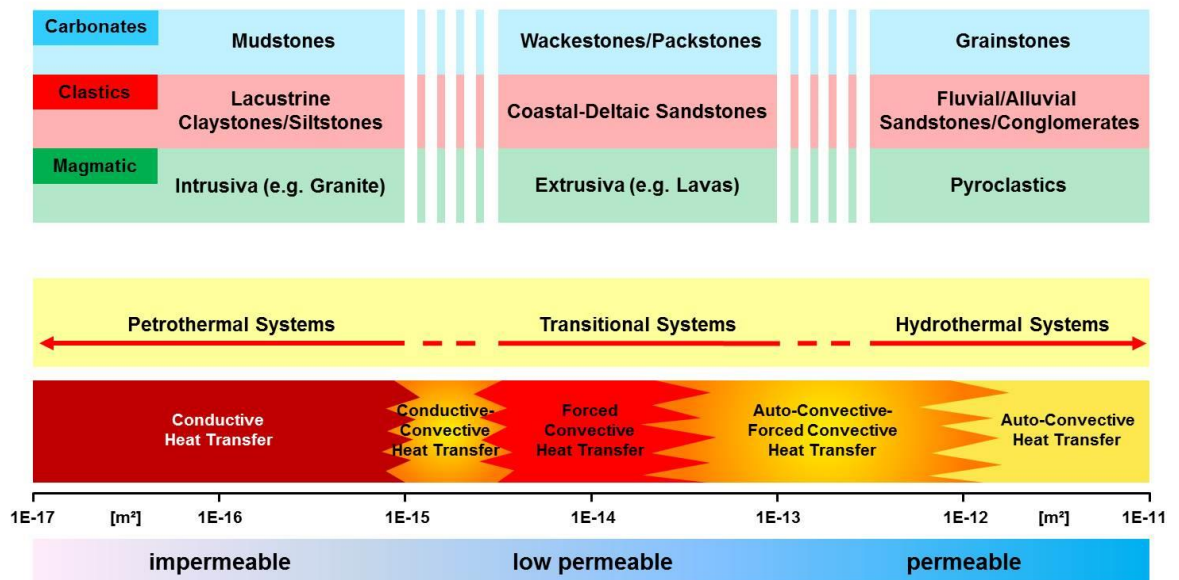 Carbonates
Mudstones
Wackestones/Packstones
Grainstones
Clastics
Lacustrine
Claystones/Siltstones
Coastal-Deltaic Sandstones
Fluvial/Alluvial
Sandstones/Conglomerates
Magmatic
Intrusiva (e.g. Granite)
Extrusiva (e.g. Lavas)
Pyroclastics
Petrothermal Systems
Transitional Systems
Hydrothermal Systems
Conductive
Heat Transfer
Conductive-
Convective
Heat Transfer
Forced
Convective
Heat Transfer
Auto-Convective-
Forced Convective
Heat Transfer
Auto-Convective
Heat Transfer
1E-17 [m²] 1E-16 1E-15 1E-14 1E-13 1E-12 [m²] 1E-11
impermeable
low permeable
permeable